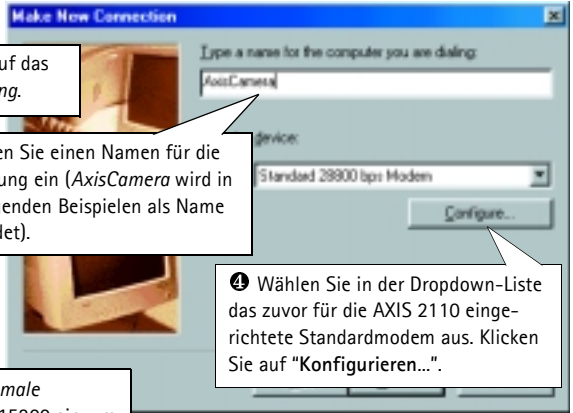 Make New Connection
Type a name for the computer you are dialing:
AxisCamera
uf das
ng.
device:
en Sie einen Namen für die
ung ein (AxisCamera wird in
enden Beispielen als Name
det).
Standard 28800 bps Modem
Configure...
❹ Wählen Sie in der Dropdown-Liste
das zuvor für die AXIS 2110 einge-
richtete Standardmodem aus. Klicken
Sie auf "Konfigurieren...".
male